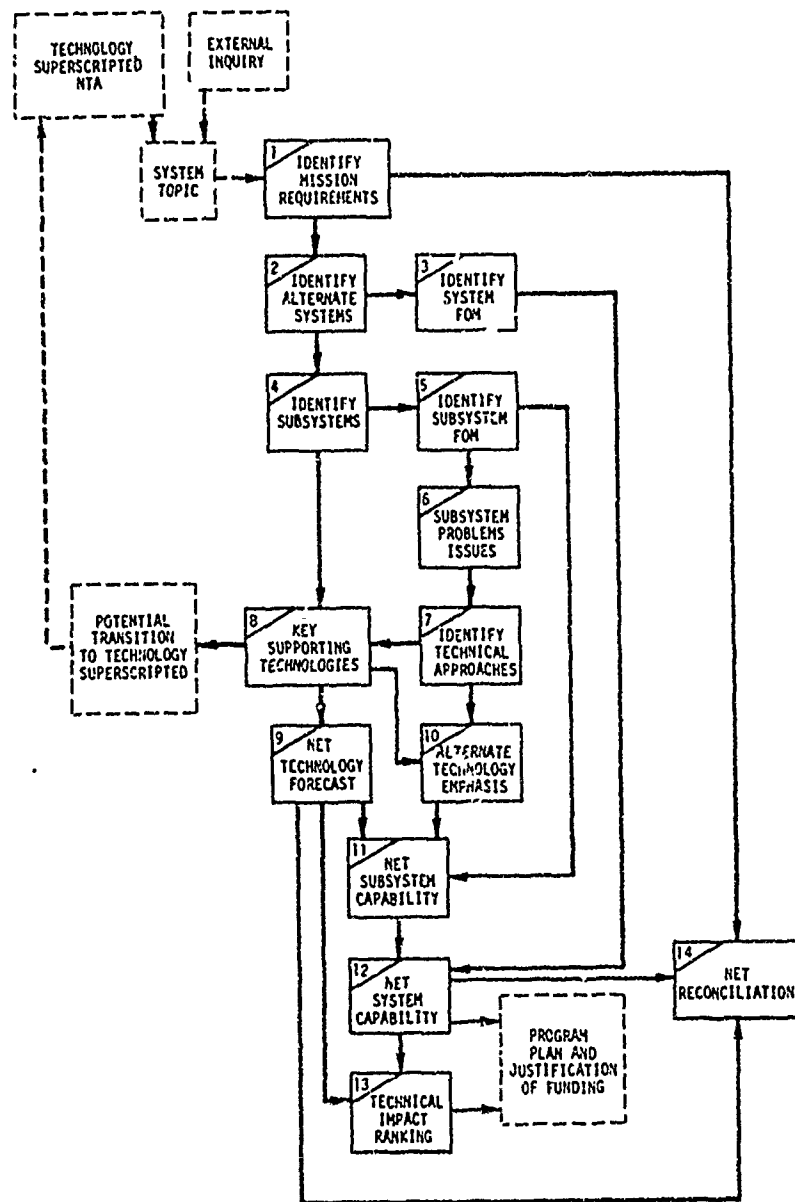 TECHNOLOGY
SUPERSCRIPTED
NTA
EXTERNAL
INQUIRY
SYSTEM
TOPIC
1
IDENTIFY
MISSION
REQUIREMENTS
2
IDENTIFY
ALTERNATE
SYSTEMS
3
IDENTIFY
SYSTEM
FOM
4
IDENTIFY
SUBSYSTEMS
5
IDENTIFY
SUBSYSTEM
FOM
6
SUBSYSTEM
PROBLEMS
ISSUES
POTENTIAL
TRANSITION
TO TECHNOLOGY
SUPERSCRIPTED
8
KEY
SUPPORTING
TECHNOLOGIES
7
IDENTIFY
TECHNICAL
APPROACHES
9
NET
TECHNOLOGY
FORECAST
10
ALTERNATE
TECHNOLOGY
EMPHASIS
11
NET
SUBSYSTEM
CAPABILITY
12
NET
SYSTEM
CAPABILITY
14
NET
RECONCILIATION
PROGRAM
PLAN AND
JUSTIFICATION
OF FUNDING
13
TECHNICAL
IMPACT
RANKING